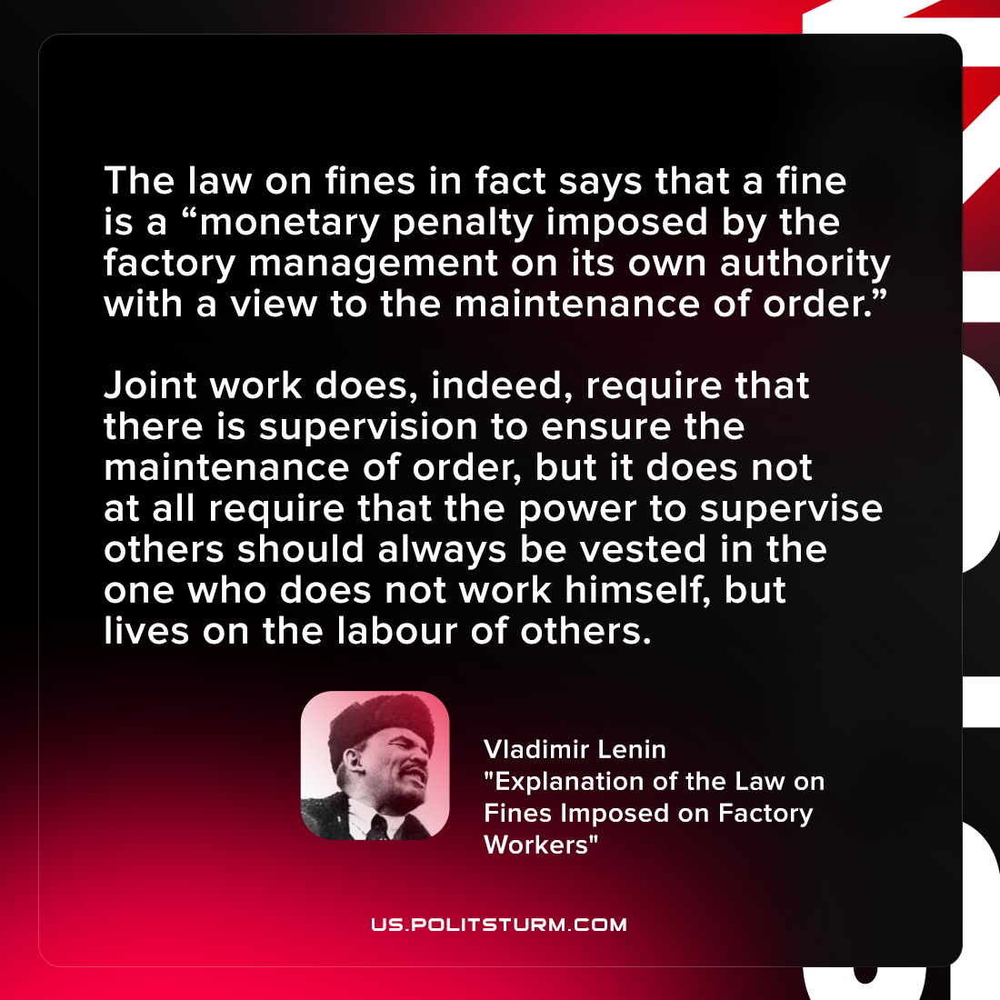 The law on fines in fact says that a fine
is a “monetary penalty imposed by the
factory management on its own authority
with a view to the maintenance of order.”
Joint work does, indeed, require that
there is supervision to ensure the
maintenance of order, but it does not
at all require that the power to supervise
others should always be vested in the
one who does not work himself, but
lives on the labour of others.
Vladimir Lenin
"Explanation of the Law on
Fines Imposed on Factory
Workers"
US.POLITSTURM.COM